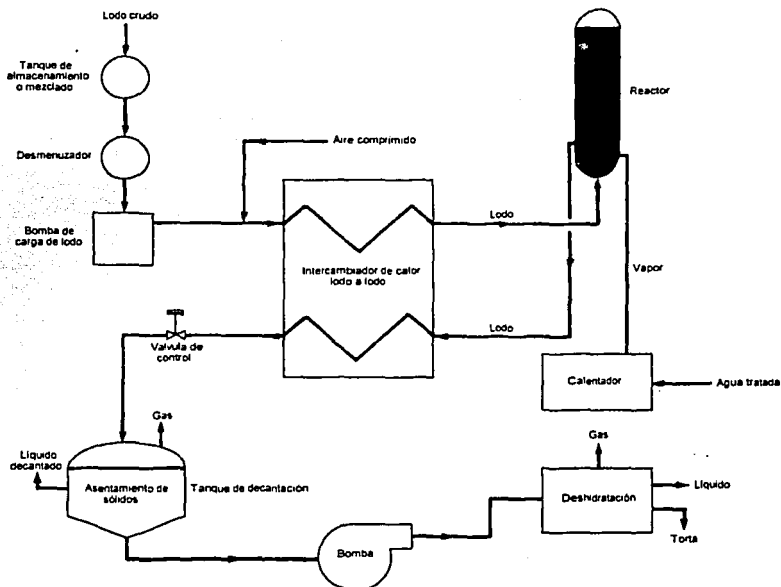 Lodo crudo
Tanque de
almacenamiento
o mezclado
Desmenuzador
Bomba de
carga de lodo
Aire comprimido
Intercambiador de calor
lodo a lodo
Lodo
Reactor
Vapor
Lodo
Valvula de
control
Calentador
Agua tratada
Gas
Líquido
decantado
Asentamiento de
sólidos
Tanque de decantación
Bomba
Gas
Deshidratación
Líquido
Torta